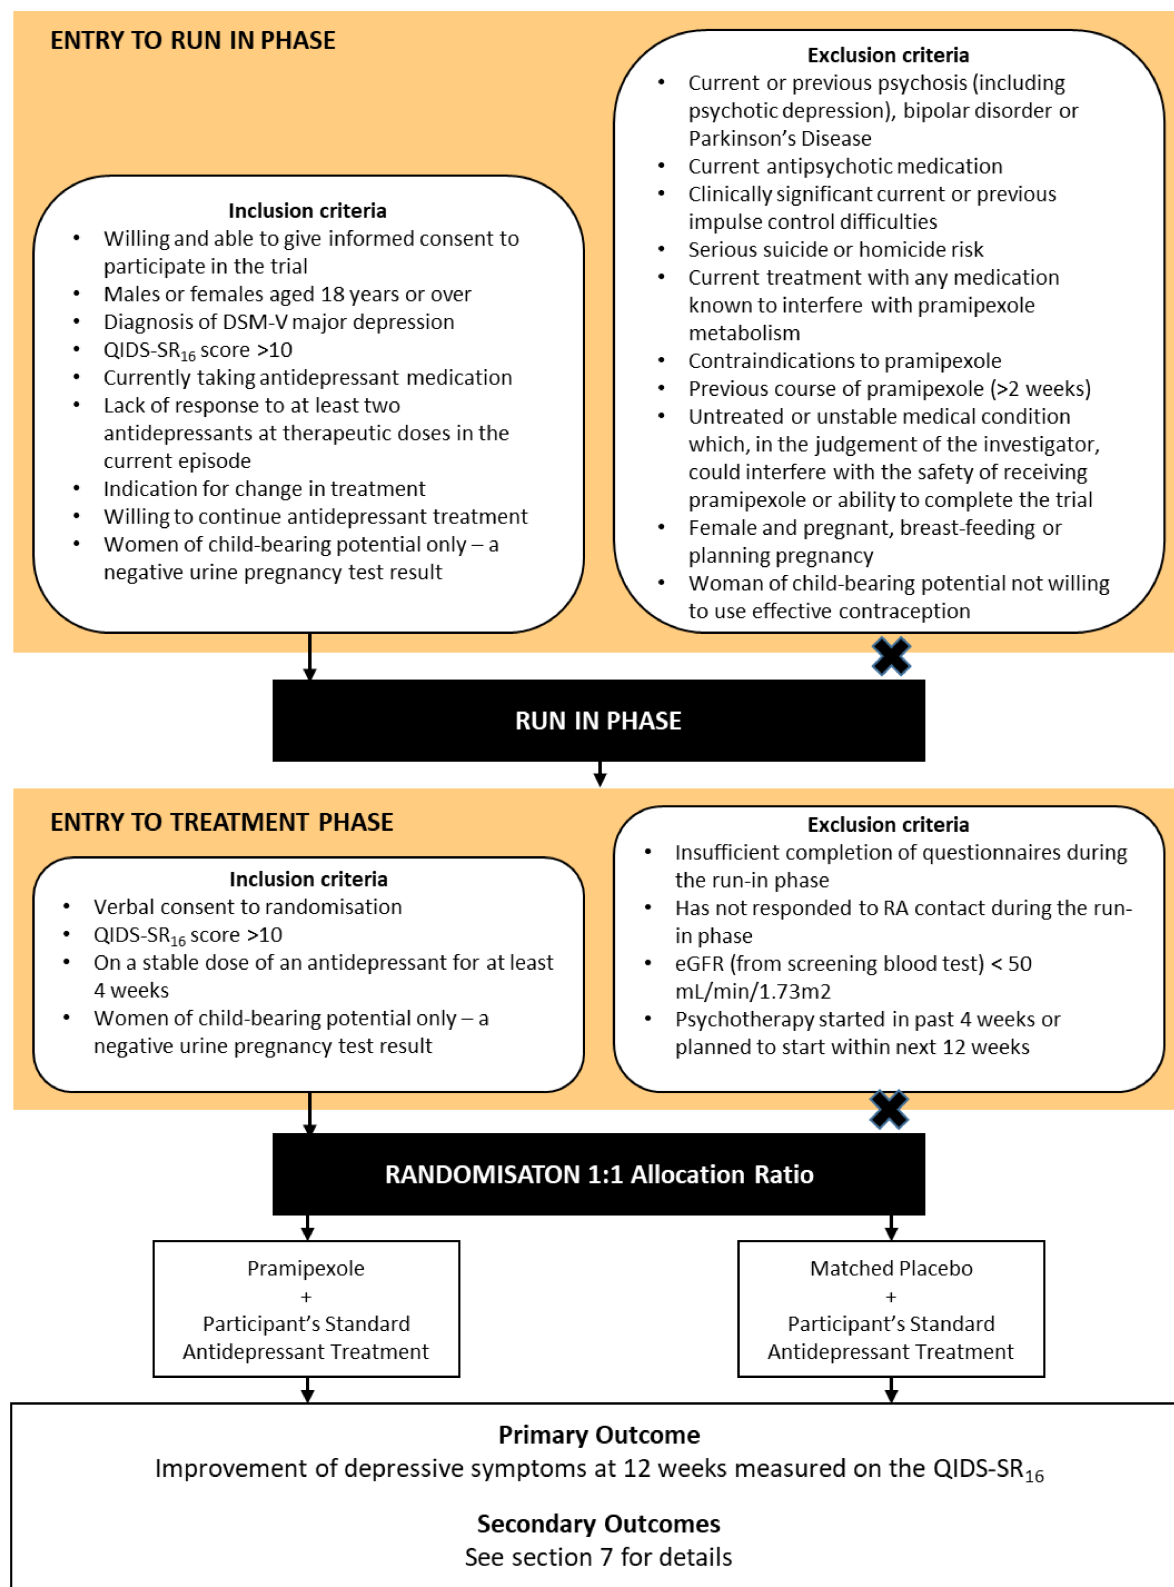 ENTRY TO RUN IN PHASE
Inclusion criteria
• Willing and able to give informed consent to
participate in the trial
• Males or females aged 18 years or over
• Diagnosis of DSM-V major depression
• QIDS-SR16 score >10
• Currently taking antidepressant medication
• Lack of response to at least two
antidepressants at therapeutic doses in the
current episode
• Indication for change in treatment
• Willing to continue antidepressant treatment
• Women of child-bearing potential only – a
negative urine pregnancy test result
Exclusion criteria
• Current or previous psychosis (including
psychotic depression), bipolar disorder or
Parkinson's Disease
• Current antipsychotic medication
• Clinically significant current or previous
impulse control difficulties
• Serious suicide or homicide risk
• Current treatment with any medication
known to interfere with pramipexole
metabolism
• Contraindications to pramipexole
• Previous course of pramipexole (>2 weeks)
• Untreated or unstable medical condition
which, in the judgement of the investigator,
could interfere with the safety of receiving
pramipexole or ability to complete the trial
• Female and pregnant, breast-feeding or
planning pregnancy
• Woman of child-bearing potential not willing
to use effective contraception
RUN IN PHASE
ENTRY TO TREATMENT PHASE
Inclusion criteria
• Verbal consent to randomisation
• QIDS-SR16 score >10
• On a stable dose of an antidepressant for at least
4 weeks
• Women of child-bearing potential only – a
negative urine pregnancy test result
Exclusion criteria
• Insufficient completion of questionnaires during
the run-in phase
• Has not responded to RA contact during the run-
in phase
• eGFR (from screening blood test) < 50
mL/min/1.73m2
• Psychotherapy started in past 4 weeks or
planned to start within next 12 weeks
RANDOMISATON 1:1 Allocation Ratio
Pramipexole
+
Participant's Standard
Antidepressant Treatment
Matched Placebo
+
Participant's Standard
Antidepressant Treatment
Primary Outcome
Improvement of depressive symptoms at 12 weeks measured on the QIDS-SR16
Secondary Outcomes
See section 7 for details